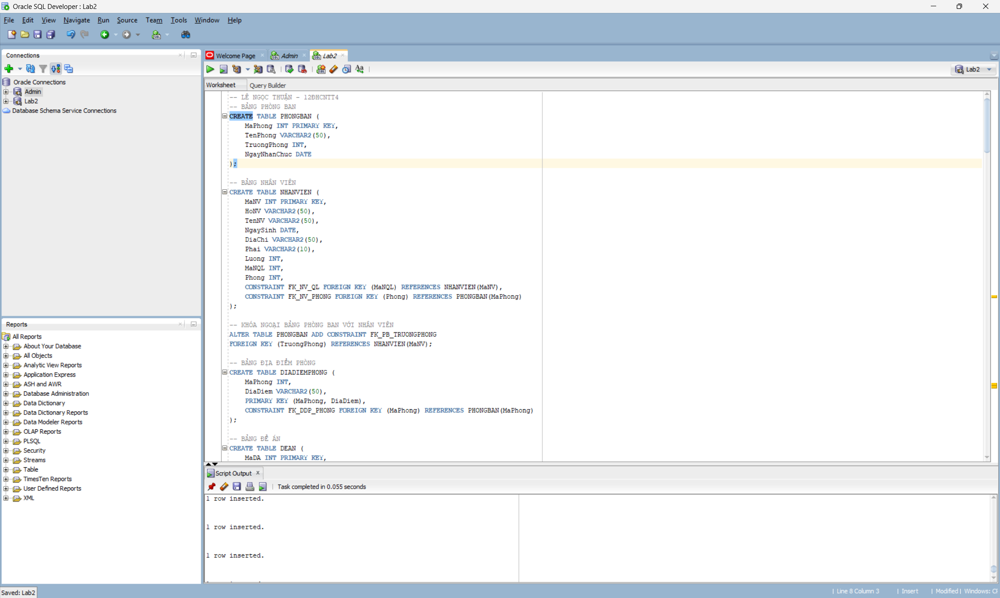 Oracle SQL Developer : Lab2
File Edit View Navigate Run Source Team Tools Window Help
Connections
Oracle Connections
Admin
Lab2
Database Schema Service Connections
Reports
All Reports
About Your Database
All Objects
Analytic View Reports
Application Express
ASH and AWR
Database Administration
Data Dictionary
Data Dictionary Reports
Data Modeler Reports
OLAP Reports
PLSQL
Security
Streams
Table
TimesTen Reports
User Defined Reports
XML
Welcome Page Admin Lab2
Lab2
Worksheet Query Builder
-- LÊ NGỌC THUẬN - 12ĐHCNTT4
-- BẢNG PHÒNG BAN
CREATE TABLE PHONGBAN (
MaPhong INT PRIMARY KEY,
TenPhong VARCHAR2(50),
TruongPhong INT,
NgayNhanChuc DATE
);
-- BẢNG NHÂN VIÊN
CREATE TABLE NHANVIEN (
MaNV INT PRIMARY KEY,
HoNV VARCHAR2(50),
TenNV VARCHAR2(50),
NgaySinh DATE,
DiaChi VARCHAR2(50),
Phai VARCHAR2(10),
Luong INT,
MaNQL INT,
Phong INT,
CONSTRAINT FK_NV_QL FOREIGN KEY (MaNQL) REFERENCES NHANVIEN(MaNV),
CONSTRAINT FK_NV_PHONG FOREIGN KEY (Phong) REFERENCES PHONGBAN(MaPhong)
);
-- KHÓA NGOẠI BẢNG PHÒNG BAN VỚI NHÂN VIÊN
ALTER TABLE PHONGBAN ADD CONSTRAINT FK_PB_TRUONGPHONG
FOREIGN KEY (TruongPhong) REFERENCES NHANVIEN(MaNV);
-- BẢNG ĐỊA ĐIỂM PHÒNG
CREATE TABLE DIADIEMPHONG (
MaPhong INT,
DiaDiem VARCHAR2(50),
PRIMARY KEY (MaPhong, DiaDiem),
CONSTRAINT FK_DDP_PHONG FOREIGN KEY (MaPhong) REFERENCES PHONGBAN(MaPhong)
);
-- BẢNG ĐỀ ÁN
CREATE TABLE DEAN (
MaDA INT PRIMARY KEY,
Script Output
Task completed in 0.055 seconds
1 row inserted.
1 row inserted.
1 row inserted.
Saved: Lab2
Line 8 Column 3 | Insert | Modified | Windows: